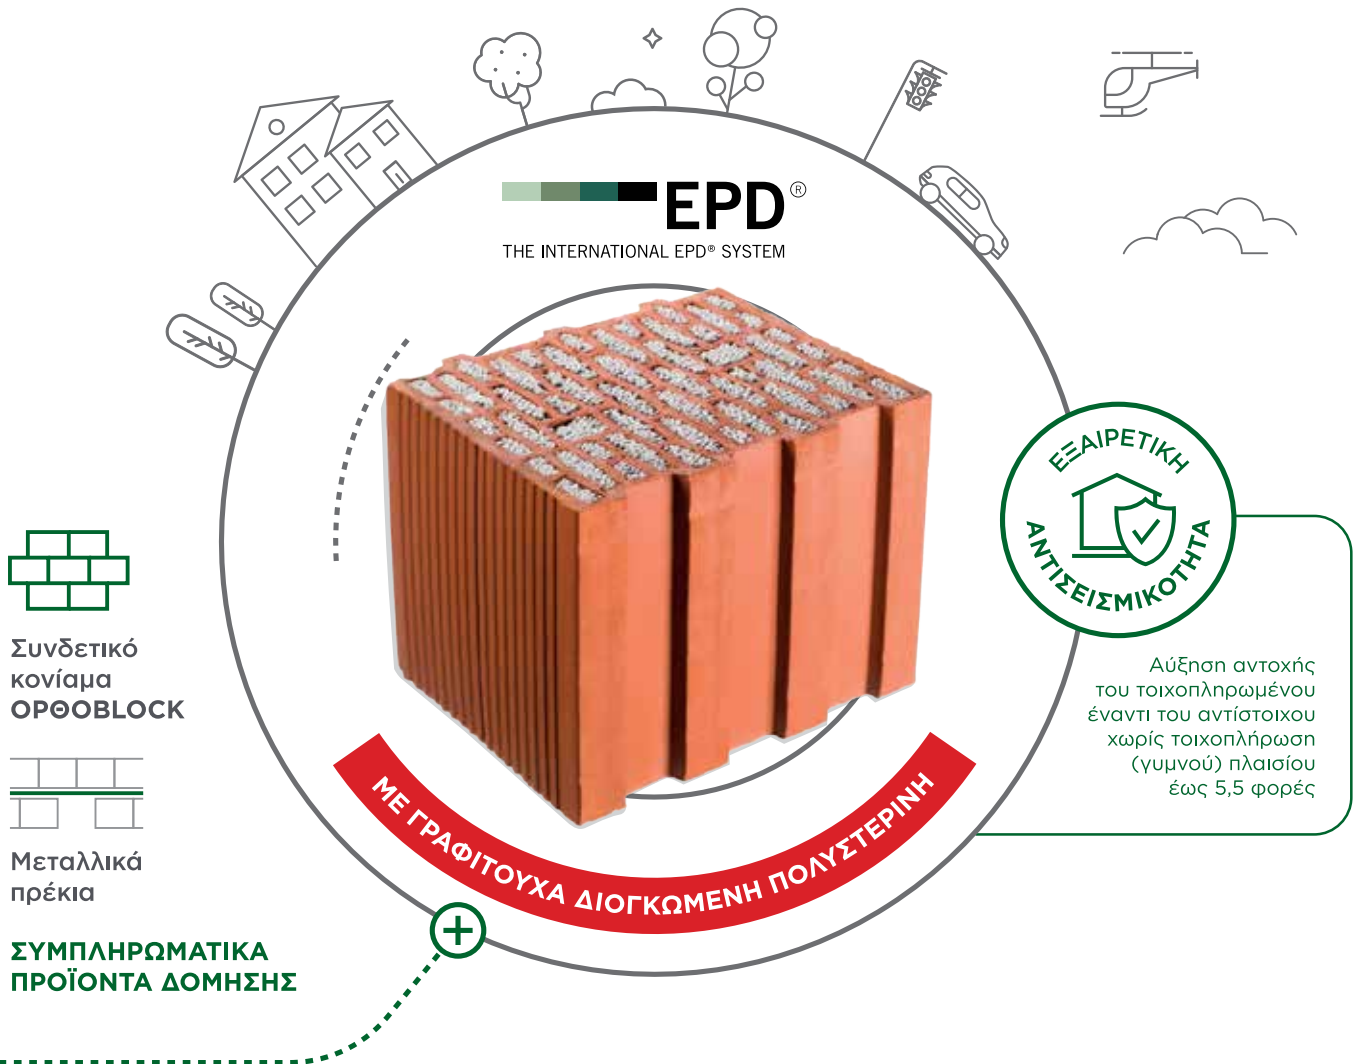 EPD®
THE INTERNATIONAL EPD® SYSTEM
ΕΞΑΙΡΕΤΙΚΗ
ΑΝΤΙΣΕΙΣΜΙΚΟΤΗΤΑ
Αύξηση αντοχής
του τοιχοπληρωμένου
έναντι του αντίστοιχου
χωρίς τοιχοπλήρωση
(γυμνού) πλαισίου
έως 5,5 φορές
ΜΕ ΓΡΑΦΙΤΟΥΧΑ ΔΙΟΓΚΩΜΕΝΗ ΠΟΛΥΣΤΕΡΙΝΗ
Συνδετικό
κονίαμα
ΟΡΘΟBLOCK
Μεταλλικά
πρέκια
ΣΥΜΠΛΗΡΩΜΑΤΙΚΑ
ΠΡΟΪΟΝΤΑ ΔΟΜΗΣΗΣ